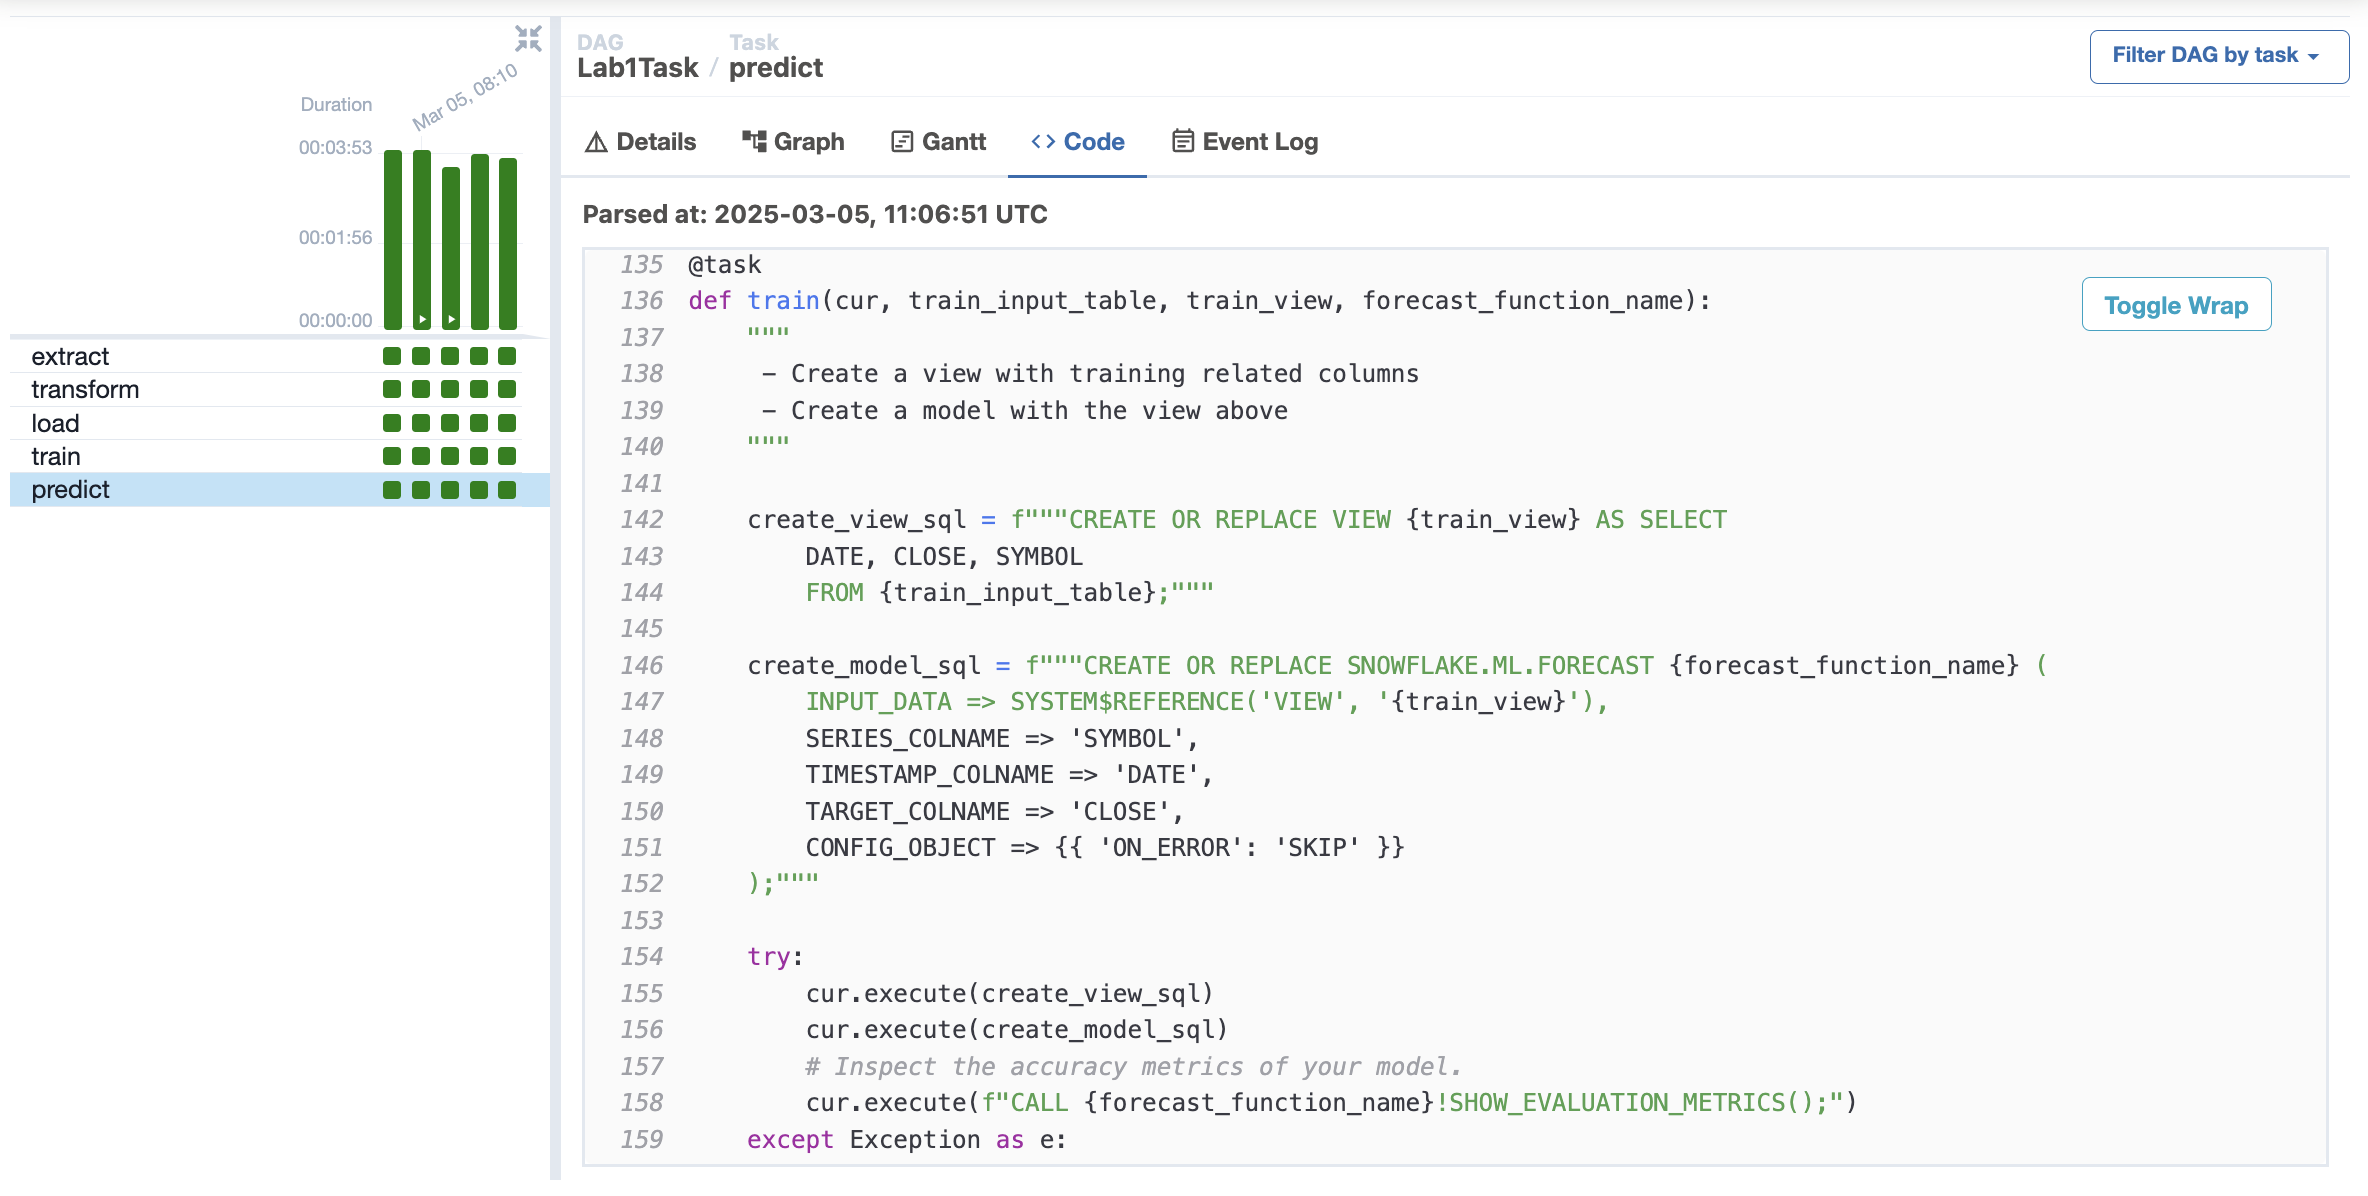 Duration
Mar 05, 08:10
00:03:53
00:01:56
00:00:00
extract
transform
load
train
predict
DAG
Lab1Task
/
Task
predict
Filter DAG by task
Details
Graph
Gantt
<> Code
Event Log
Parsed at: 2025-03-05, 11:06:51 UTC
Toggle Wrap
135 @task
136 def train(cur, train_input_table, train_view, forecast_function_name):
137     """
138      - Create a view with training related columns
139      - Create a model with the view above
140     """
141
142     create_view_sql = f"""CREATE OR REPLACE VIEW {train_view} AS SELECT
143         DATE, CLOSE, SYMBOL
144         FROM {train_input_table};"""
145
146     create_model_sql = f"""CREATE OR REPLACE SNOWFLAKE.ML.FORECAST {forecast_function_name} (
147         INPUT_DATA => SYSTEM$REFERENCE('VIEW', '{train_view}'),
148         SERIES_COLNAME => 'SYMBOL',
149         TIMESTAMP_COLNAME => 'DATE',
150         TARGET_COLNAME => 'CLOSE',
151         CONFIG_OBJECT => {{ 'ON_ERROR': 'SKIP' }}
152     );"""
153
154     try:
155         cur.execute(create_view_sql)
156         cur.execute(create_model_sql)
157         # Inspect the accuracy metrics of your model.
158         cur.execute(f"CALL {forecast_function_name}!SHOW_EVALUATION_METRICS();")
159     except Exception as e: